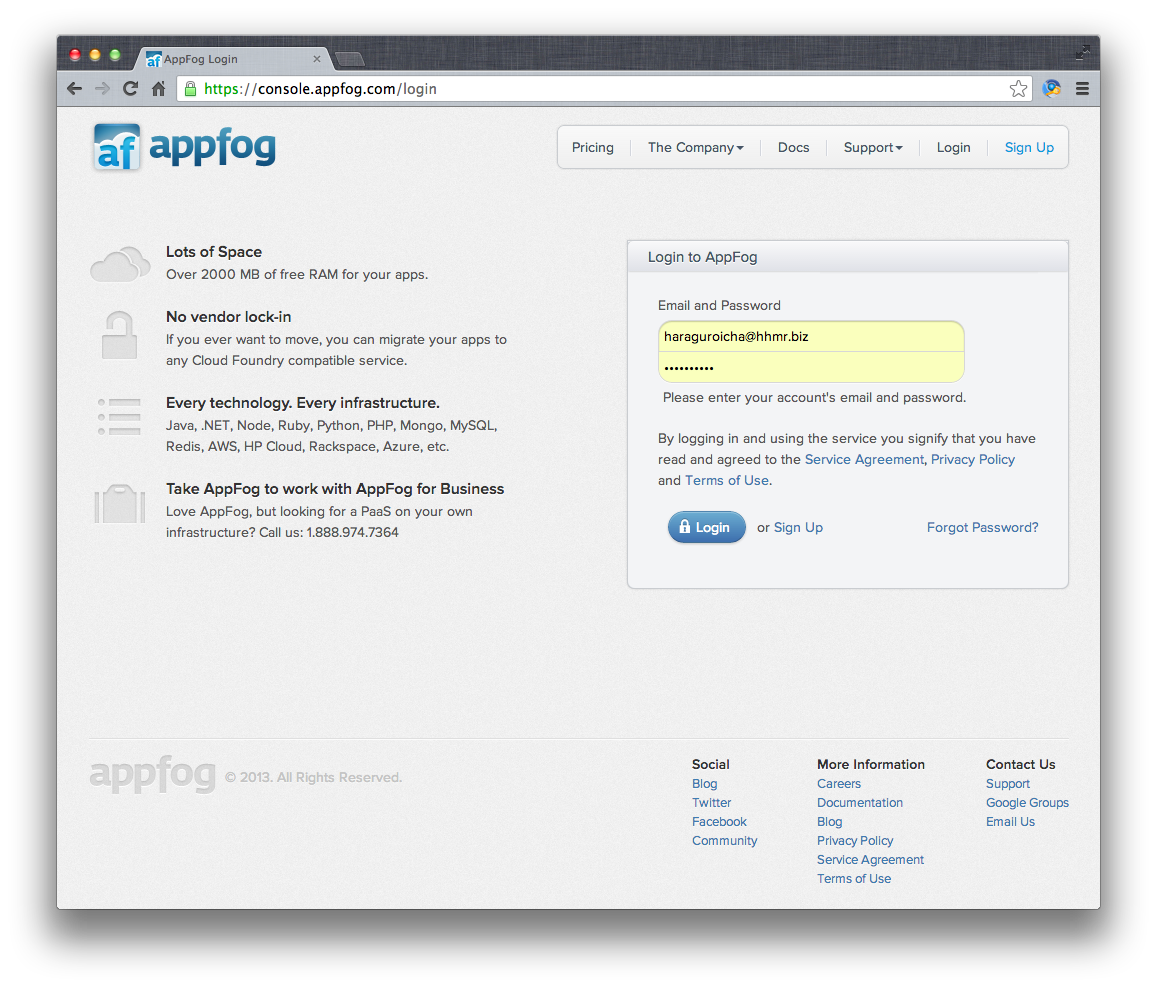 AppFog Login
https://console.appfog.com/login
af appfog
Pricing
The Company
Docs
Support
Login
Sign Up
Lots of Space
Over 2000 MB of free RAM for your apps.
No vendor lock-in
If you ever want to move, you can migrate your apps to
any Cloud Foundry compatible service.
Every technology. Every infrastructure.
Java, .NET, Node, Ruby, Python, PHP, Mongo, MySQL,
Redis, AWS, HP Cloud, Rackspace, Azure, etc.
Take AppFog to work with AppFog for Business
Love AppFog, but looking for a PaaS on your own
infrastructure? Call us: 1.888.974.7364
Login to AppFog
Email and Password
haraguroicha@hhmr.biz
••••••••••
Please enter your account's email and password.
By logging in and using the service you signify that you have
read and agreed to the Service Agreement, Privacy Policy
and Terms of Use.
Login
or Sign Up
Forgot Password?
appfog © 2013. All Rights Reserved.
Social
Blog
Twitter
Facebook
Community
More Information
Careers
Documentation
Blog
Privacy Policy
Service Agreement
Terms of Use
Contact Us
Support
Google Groups
Email Us